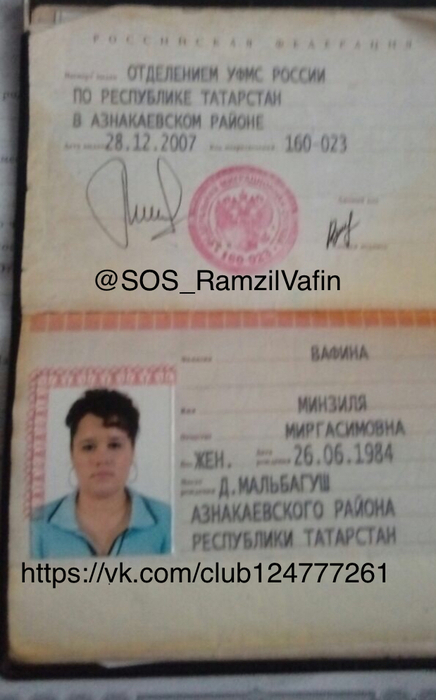 РОССИЙСКАЯ ФЕДЕРАЦИЯ
ОТДЕЛЕНИЕМ УФМС РОССИИ
ПО РЕСПУБЛИКЕ ТАТАРСТАН
В АЗНАКАЕВСКОМ РАЙОНЕ
28.12.2007 160-023
@SOS_RamzilVafin
ВАФИНА
МИНЗИЛЯ
МИРГАСИМОВНА
ЖЕН. 26.06.1984
Д.МАЛЬБАГУШ
АЗНАКАЕВСКОГО РАЙОНА
РЕСПУБЛИКИ ТАТАРСТАН
https://vk.com/club124777261